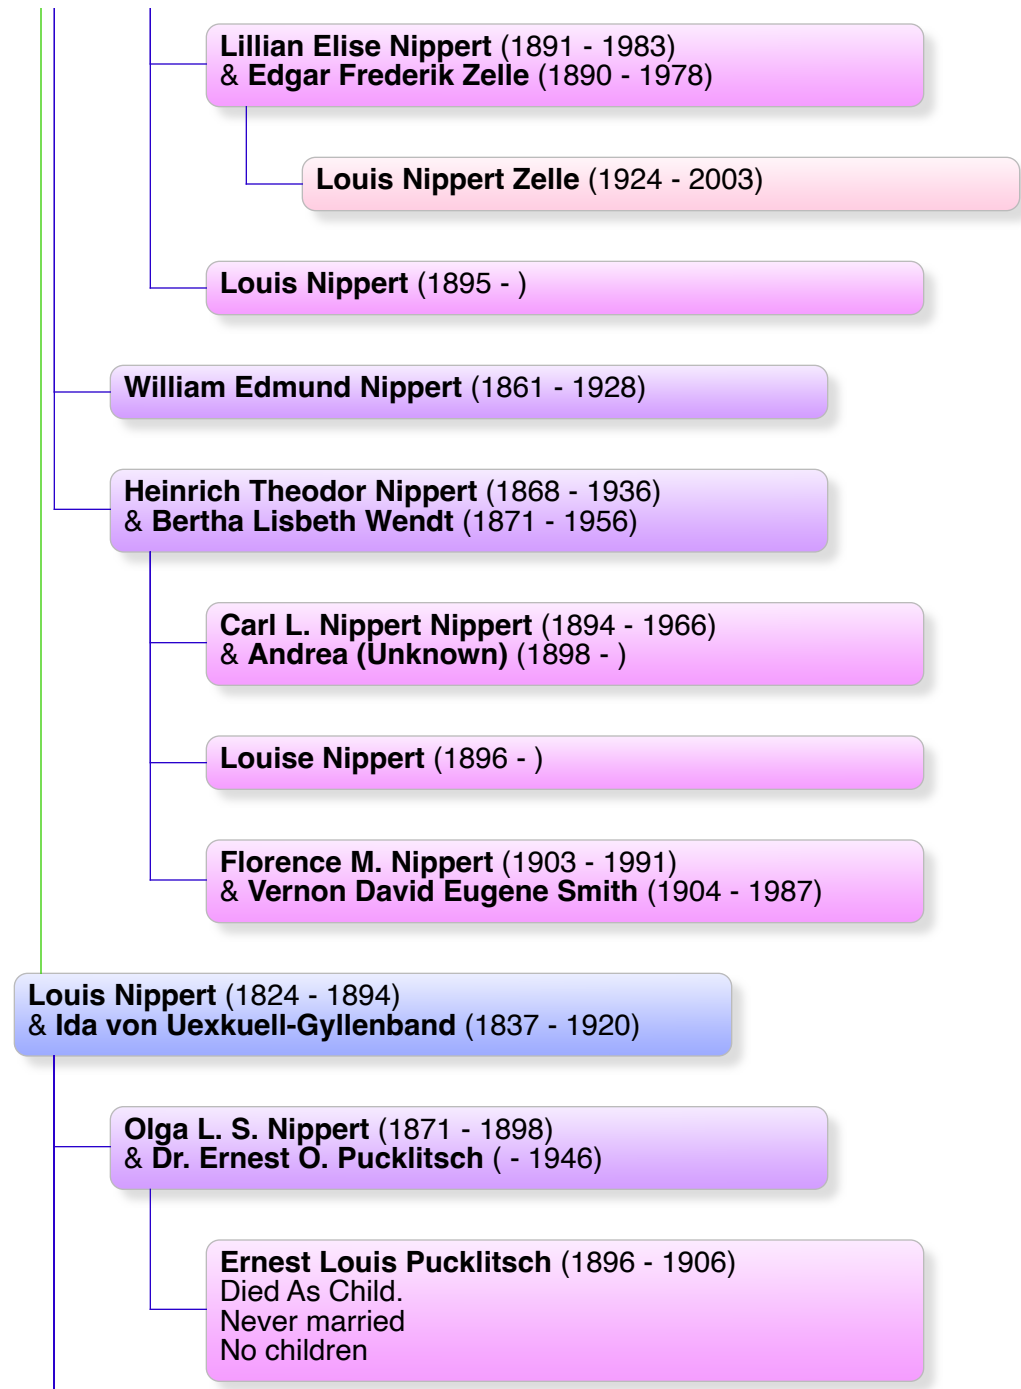 Lillian Elise Nippert (1891 - 1983)
& Edgar Frederik Zelle (1890 - 1978)
Louis Nippert Zelle (1924 - 2003)
Louis Nippert (1895 - )
William Edmund Nippert (1861 - 1928)
Heinrich Theodor Nippert (1868 - 1936)
& Bertha Lisbeth Wendt (1871 - 1956)
Carl L. Nippert Nippert (1894 - 1966)
& Andrea (Unknown) (1898 - )
Louise Nippert (1896 - )
Florence M. Nippert (1903 - 1991)
& Vernon David Eugene Smith (1904 - 1987)
Louis Nippert (1824 - 1894)
& Ida von Uexkuell-Gyllenband (1837 - 1920)
Olga L. S. Nippert (1871 - 1898)
& Dr. Ernest O. Pucklitsch ( - 1946)
Ernest Louis Pucklitsch (1896 - 1906)
Died As Child.
Never married
No children